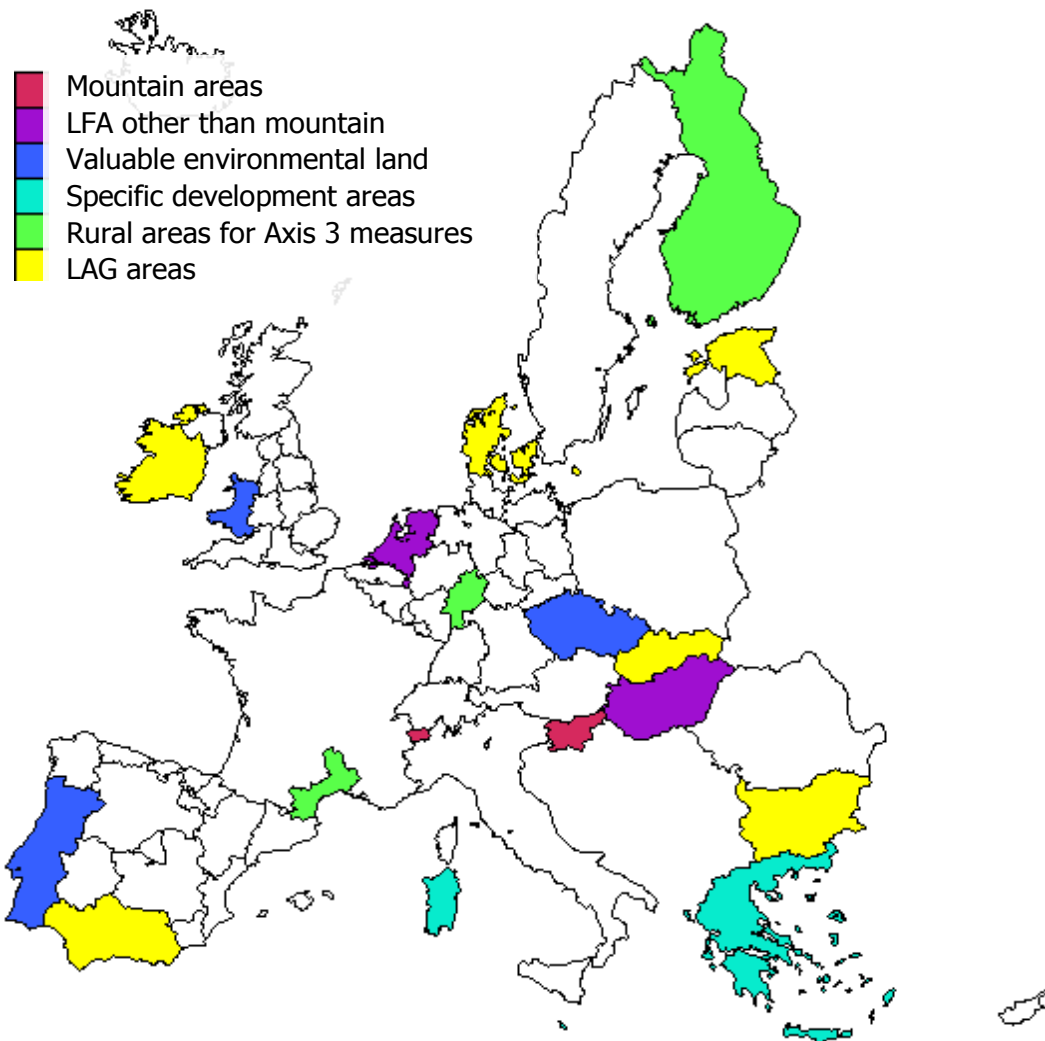 Mountain areas
LFA other than mountain
Valuable environmental land
Specific development areas
Rural areas for Axis 3 measures
LAG areas